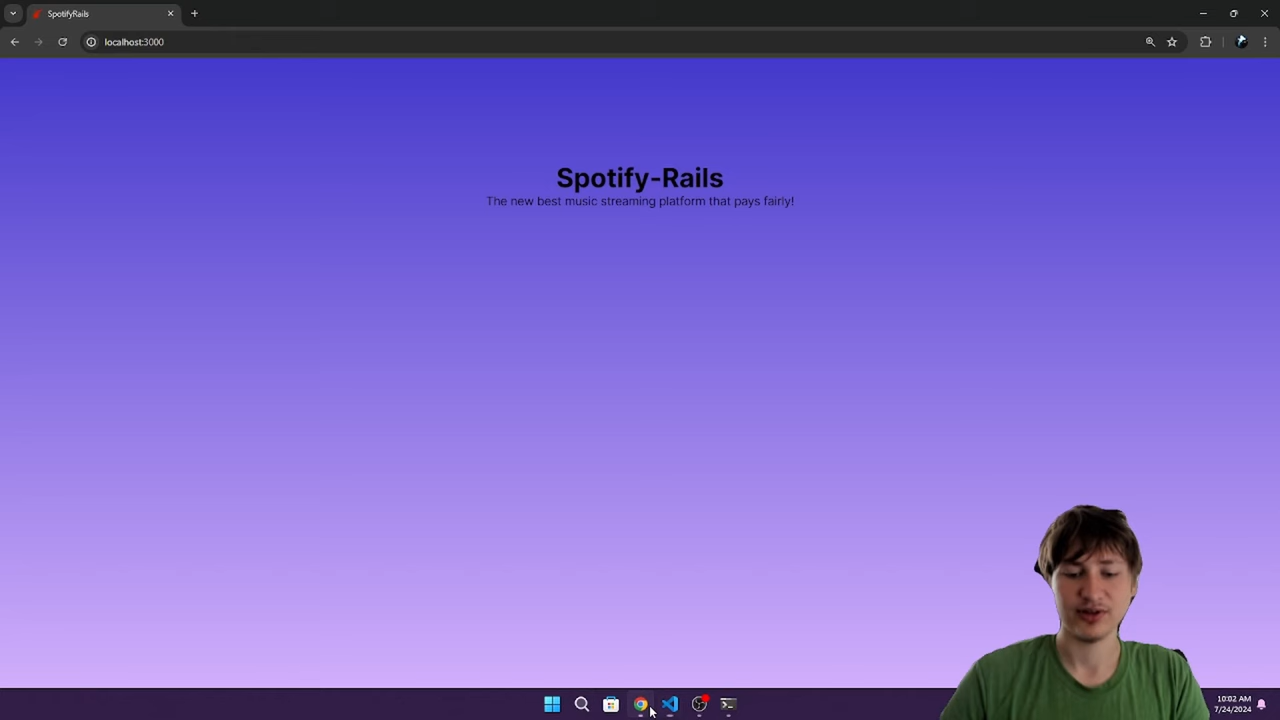 SpotifyRails
localhost:3000
Spotify-Rails
The new best music streaming platform that pays fairly!
10:02 AM
7/24/2024